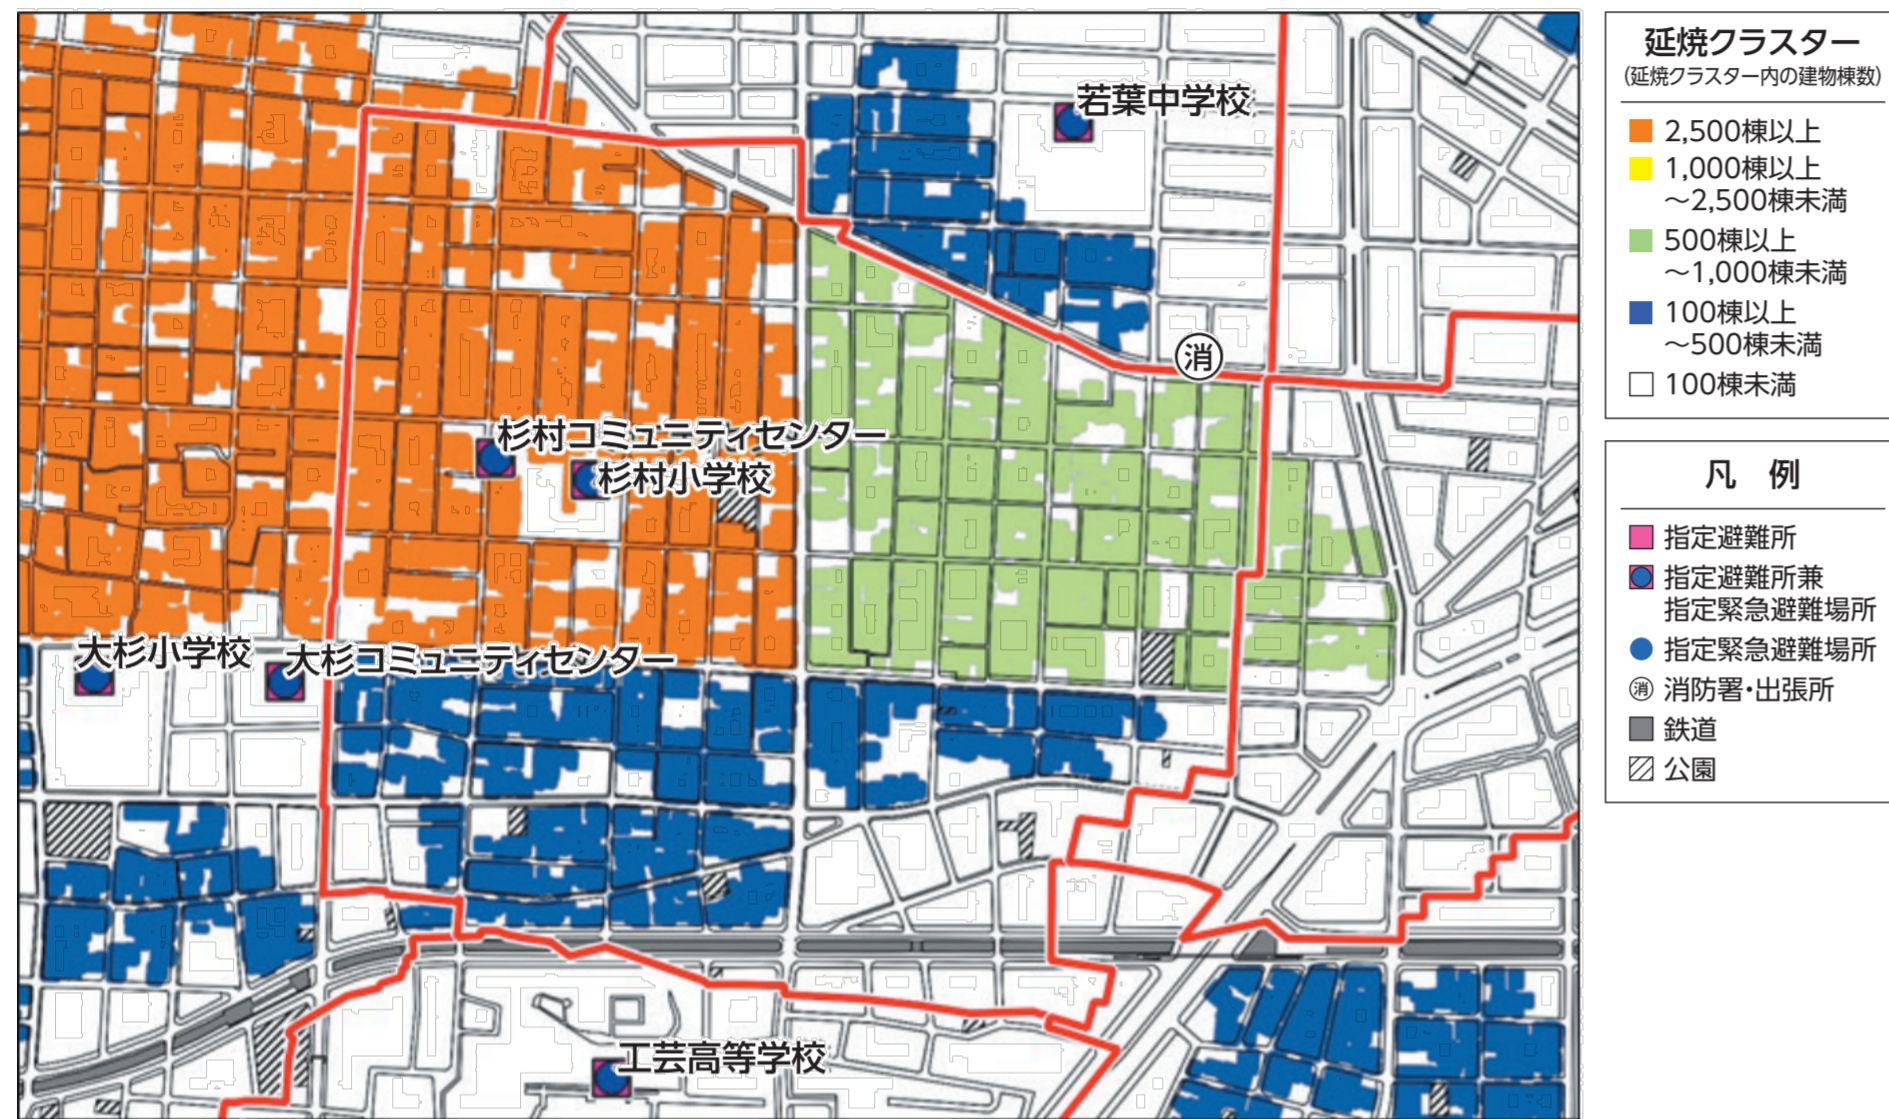 若葉中学校
消
杉村コミュニティセンター
杉村小学校
大杉小学校
大杉コミュニティセンター
工芸高等学校
延焼クラスター
(延焼クラスター内の建物棟数)
2,500棟以上
1,000棟以上
～2,500棟未満
500棟以上
～1,000棟未満
100棟以上
～500棟未満
100棟未満
凡 例
指定避難所
指定避難所兼
指定緊急避難場所
指定緊急避難場所
消 消防署・出張所
鉄道
公園